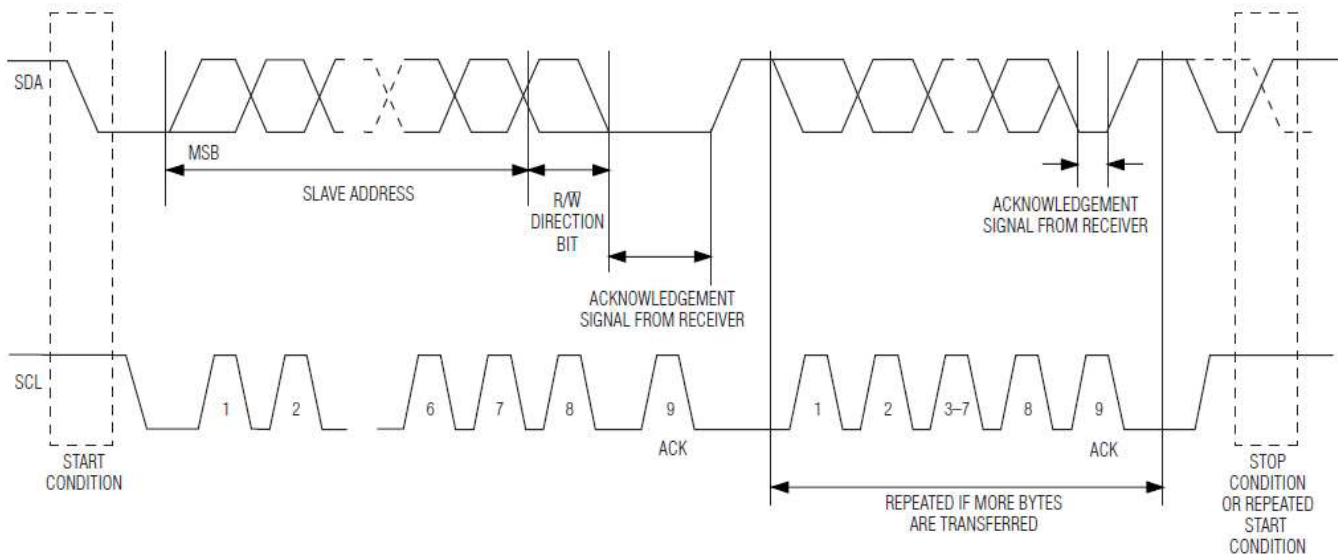 SDA
MSB
SLAVE ADDRESS
R/W̅
DIRECTION
BIT
ACKNOWLEDGEMENT
SIGNAL FROM RECEIVER
ACKNOWLEDGEMENT
SIGNAL FROM RECEIVER
SCL
1
2
6
7
8
9
ACK
1
2
3–7
8
9
ACK
START
CONDITION
REPEATED IF MORE BYTES
ARE TRANSFERRED
STOP
CONDITION
OR REPEATED
START
CONDITION